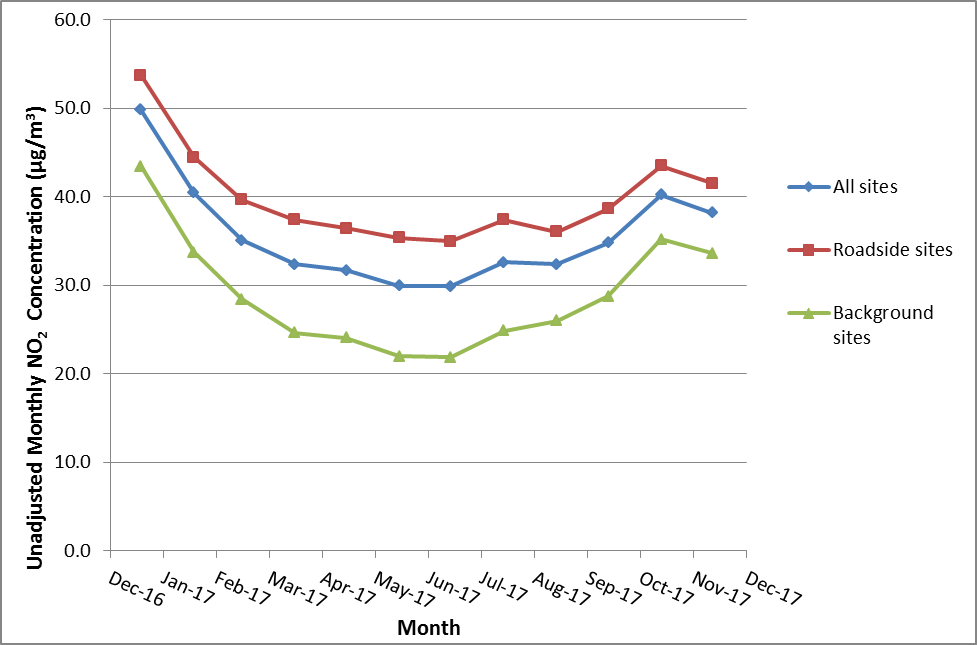 60.0
50.0
40.0
30.0
20.0
10.0
0.0
Unadjusted Monthly NO₂ Concentration (µg/m³)
Dec-16
Jan-17
Feb-17
Mar-17
Apr-17
May-17
Jun-17
Jul-17
Aug-17
Sep-17
Oct-17
Nov-17
Dec-17
Month
All sites
Roadside sites
Background
sites